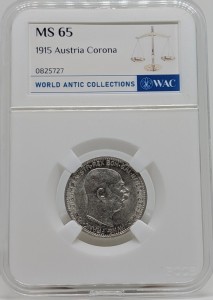 MS 65
1915 Austria Corona
0825727
WORLD ANTIC COLLECTIONS WAC